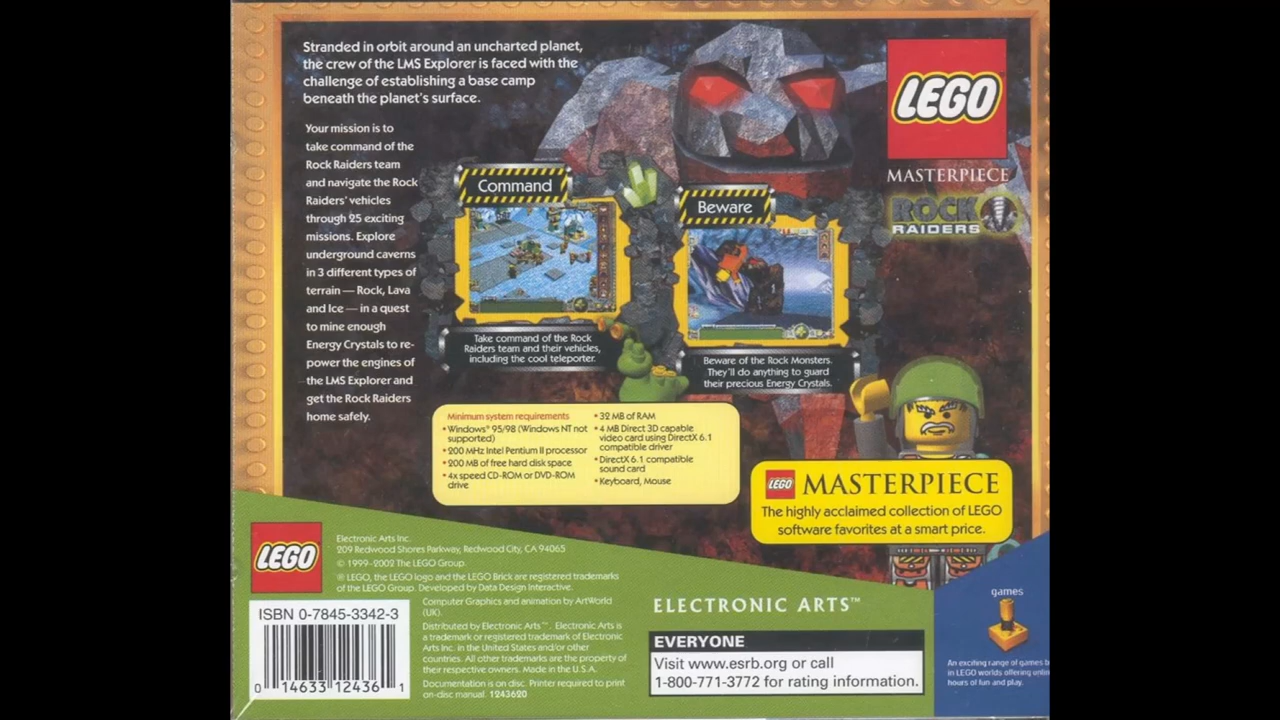 Stranded in orbit around an uncharted planet,
the crew of the LMS Explorer is faced with the
challenge of establishing a base camp
beneath the planet's surface.
Your mission is to
take command of the
Rock Raiders team
and navigate the Rock
Raiders' vehicles
through 25 exciting
missions. Explore
underground caverns
in 3 different types of
terrain — Rock, Lava
and Ice — in a quest
to mine enough
Energy Crystals to re-
power the engines of
the LMS Explorer and
get the Rock Raiders
home safely.
Command
Take command of the Rock
Raiders team and their vehicles,
including the cool teleporter.
Beware
Beware of the Rock Monsters.
They'll do anything to guard
their precious Energy Crystals.
LEGO
MASTERPIECE
ROCK
RAIDERS
Minimum system requirements
• Windows® 95/98 (Windows NT not
supported)
• 200 MHz Intel Pentium II processor
• 200 MB of free hard disk space
• 4x speed CD-ROM or DVD-ROM
drive
• 32 MB of RAM
• 4 MB Direct 3D capable
video card using DirectX 6.1
compatible driver
• DirectX 6.1 compatible
sound card
• Keyboard, Mouse
LEGO MASTERPIECE
The highly acclaimed collection of LEGO
software favorites at a smart price.
LEGO
Electronic Arts Inc.
209 Redwood Shores Parkway, Redwood City, CA 94065
© 1999-2002 The LEGO Group.
® LEGO, the LEGO logo and the LEGO Brick are registered trademarks
of the LEGO Group. Developed by Data Design Interactive.
Computer Graphics and animation by ArtWorld
(UK).
Distributed by Electronic Arts™. Electronic Arts is
a trademark or registered trademark of Electronic
Arts Inc. in the United States and/or other
countries. All other trademarks are the property of
their respective owners. Made in the U.S.A.
Documentation is on disc. Printer required to print
on-disc manual. 1243620
ISBN 0-7845-3342-3
0 14633 12436 1
ELECTRONIC ARTS™
EVERYONE
Visit www.esrb.org or call
1-800-771-3772 for rating information.
games
An exciting range of games b
in LEGO worlds offering onlin
hours of fun and play.